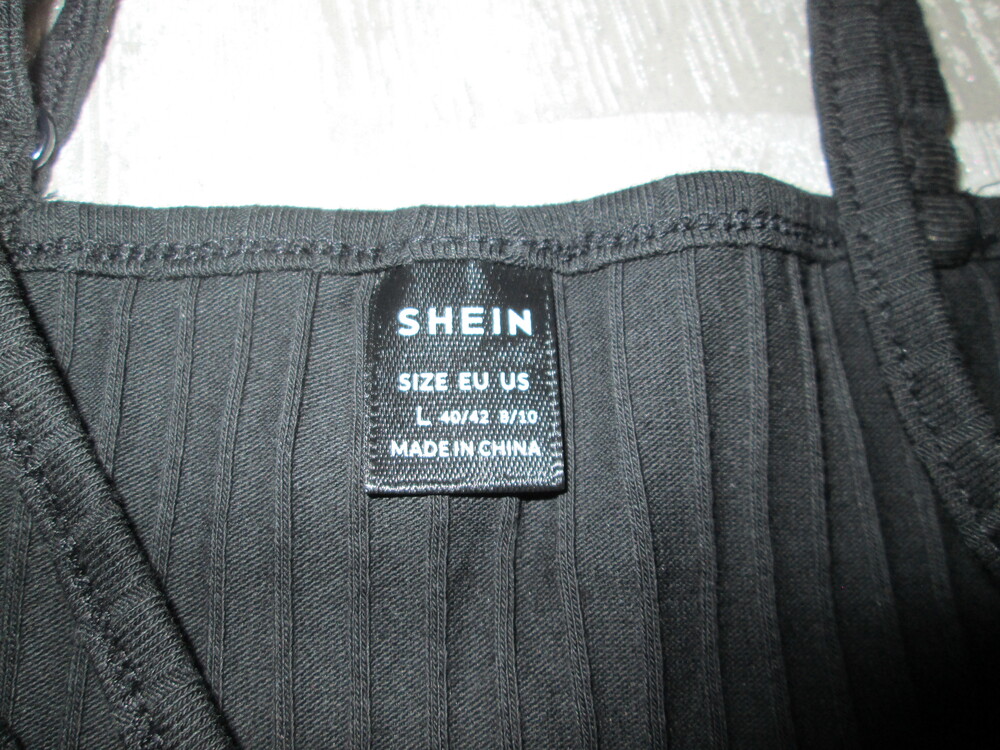 SHEIN
SIZE EU US
L 40/42 8/10
MADE IN CHINA